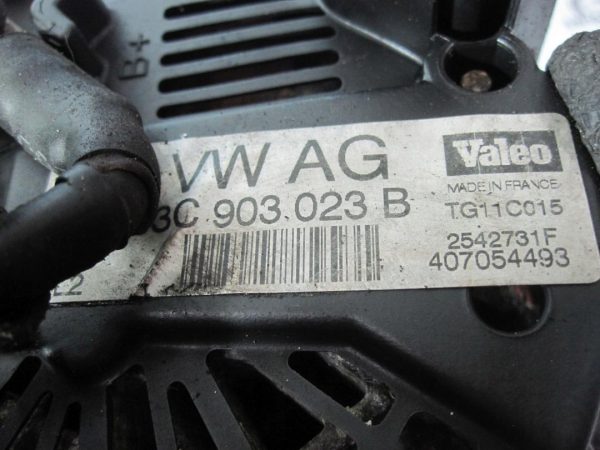 B+
VW AG
3C 903 023 B
Valeo
MADE IN FRANCE
TG11C015
2542731F
407054493